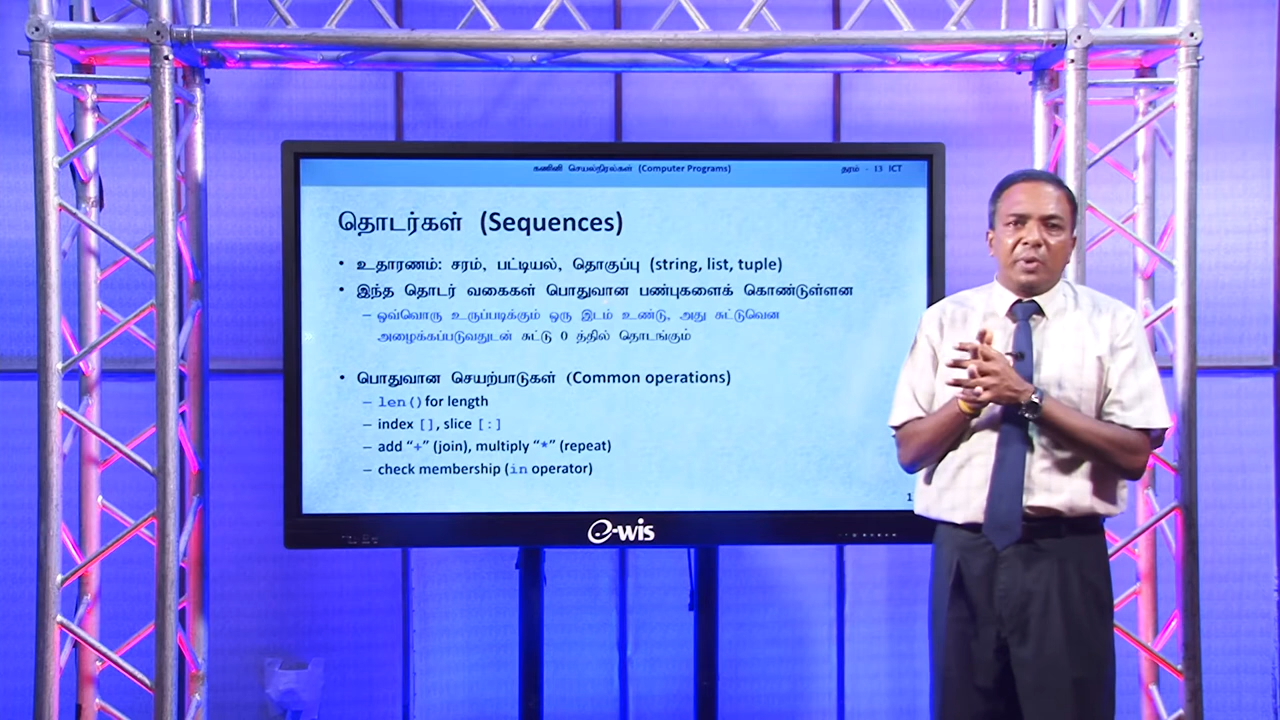 கணினி செயல்நிரல்கள் (Computer Programs)
தரம் - 13 ICT
தொடர்கள் (Sequences)
• உதாரணம்: சரம், பட்டியல், தொகுப்பு (string, list, tuple)
• இந்த தொடர் வகைகள் பொதுவான பண்புகளைக் கொண்டுள்ளன
– ஒவ்வொரு உருப்படிக்கும் ஒரு இடம் உண்டு, அது சுட்டுவென
அழைக்கப்படுவதுடன் சுட்டு 0 த்தில் தொடங்கும்
• பொதுவான செயற்பாடுகள் (Common operations)
– len() for length
– index [], slice [:]
– add “+” (join), multiply “*” (repeat)
– check membership (in operator)
e-wis